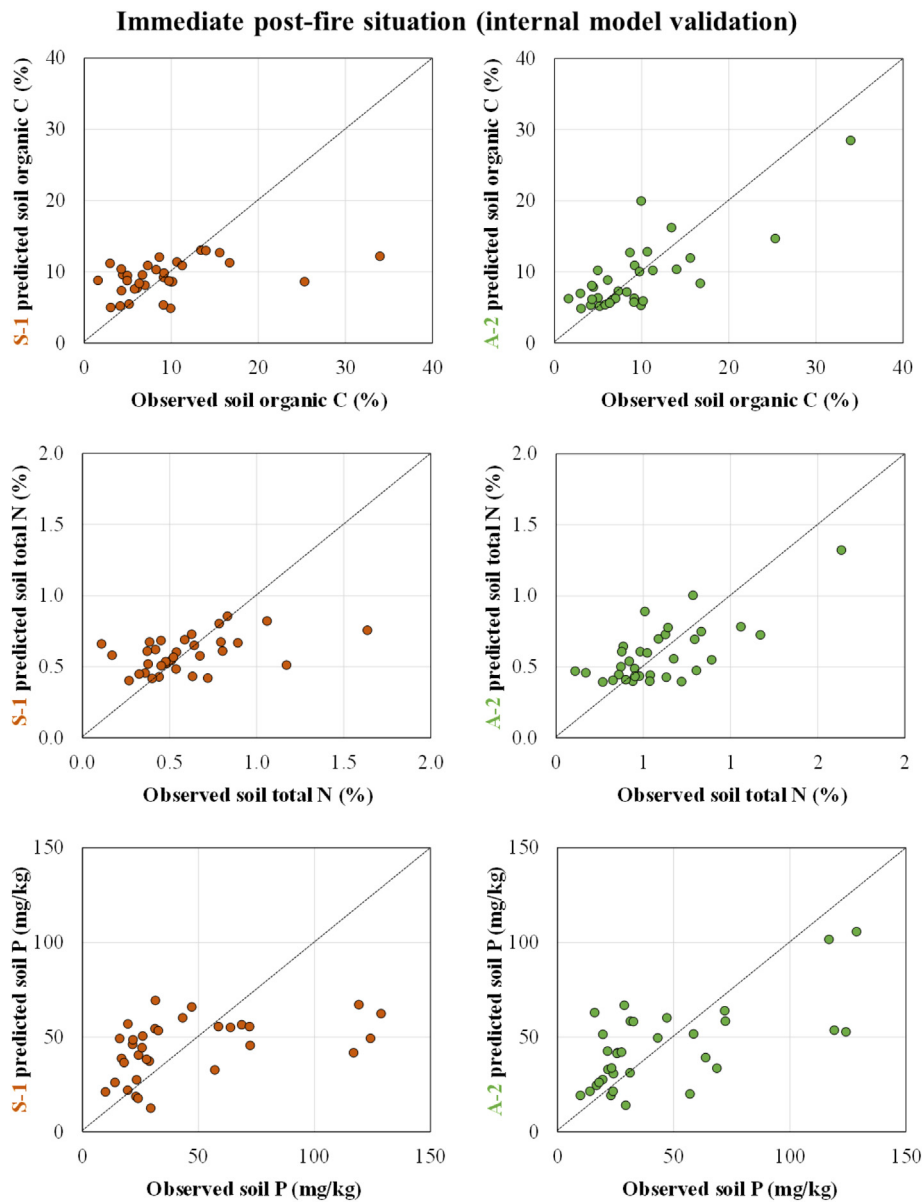 Immediate post-fire situation (internal model validation)
S-1 predicted soil organic C (%)
40
30
20
10
0
0 10 20 30 40
Observed soil organic C (%)
A-2 predicted soil organic C (%)
40
30
20
10
0
0 10 20 30 40
Observed soil organic C (%)
S-1 predicted soil total N (%)
2.0
1.5
1.0
0.5
0.0
0.0 0.5 1.0 1.5 2.0
Observed soil total N (%)
A-2 predicted soil total N (%)
2.0
1.5
1.0
0.5
0.0
0 1 1 2 2
Observed soil total N (%)
S-1 predicted soil P (mg/kg)
150
100
50
0
0 50 100 150
Observed soil P (mg/kg)
A-2 predicted soil P (mg/kg)
150
100
50
0
0 50 100 150
Observed soil P (mg/kg)